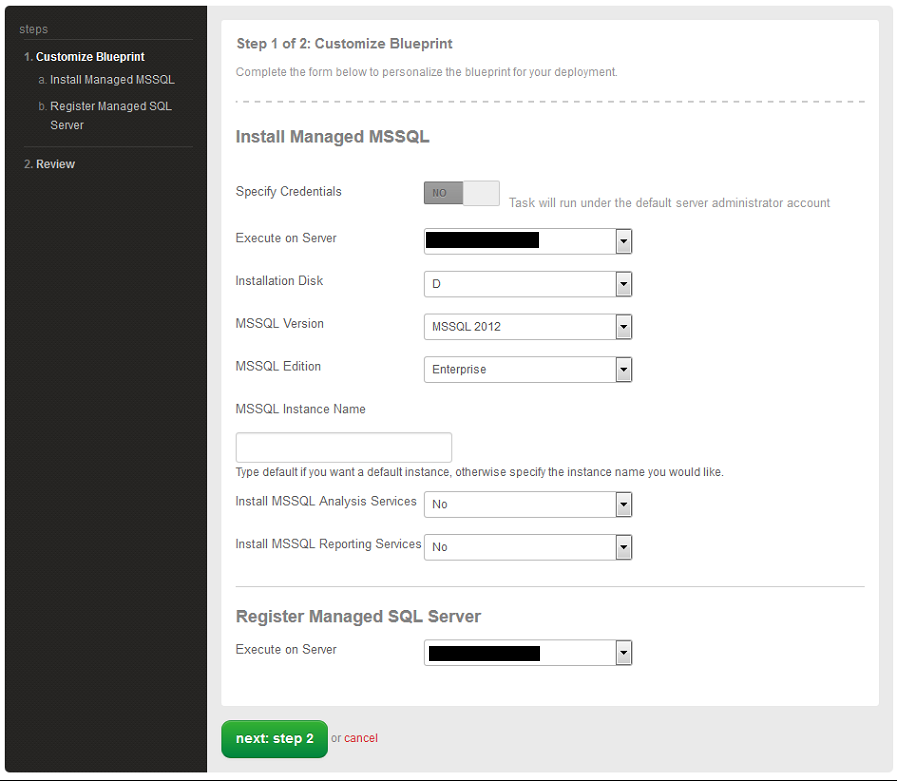 steps
1. Customize Blueprint
a. Install Managed MSSQL
b. Register Managed SQL
Server
2. Review
Step 1 of 2: Customize Blueprint
Complete the form below to personalize the blueprint for your deployment.
Install Managed MSSQL
Specify Credentials
NO
Task will run under the default server administrator account
Execute on Server
Installation Disk
D
MSSQL Version
MSSQL 2012
MSSQL Edition
Enterprise
MSSQL Instance Name
Type default if you want a default instance, otherwise specify the instance name you would like.
Install MSSQL Analysis Services
No
Install MSSQL Reporting Services
No
Register Managed SQL Server
Execute on Server
next: step 2 or cancel